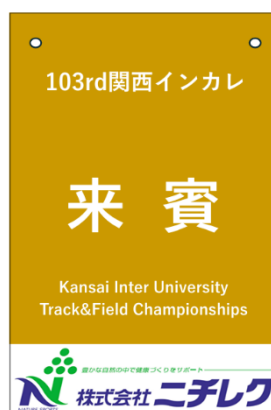 103rd関西インカレ
来 賓
Kansai Inter University
Track&Field Championships
豊かな自然の中で健康づくりをサポート
株式会社 ニチレク
NATURE SPORTS